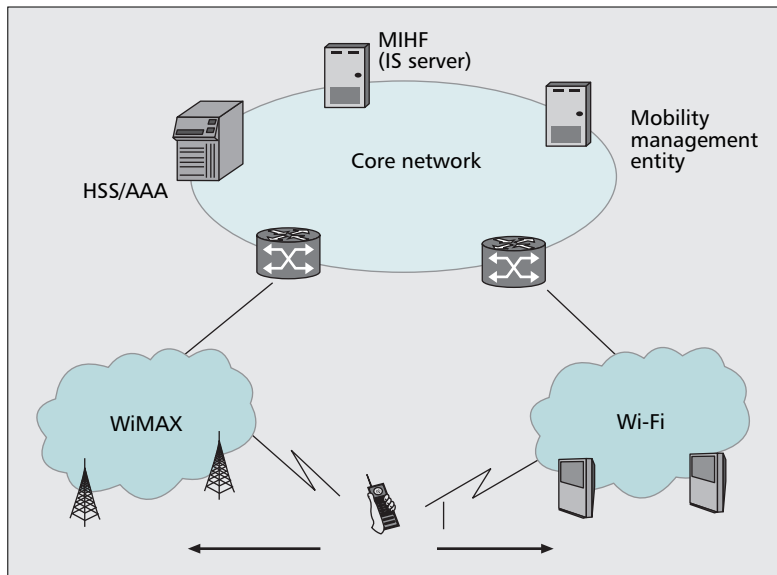 MIHF
(IS server)
Mobility
management
entity
Core network
HSS/AAA
WiMAX
Wi-Fi